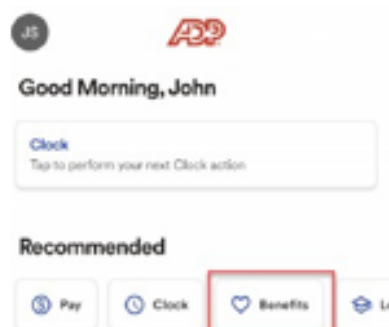 JS
ADP
Good Morning, John
Clock
Tap to perform your next Clock action
Recommended
Pay Clock Benefits